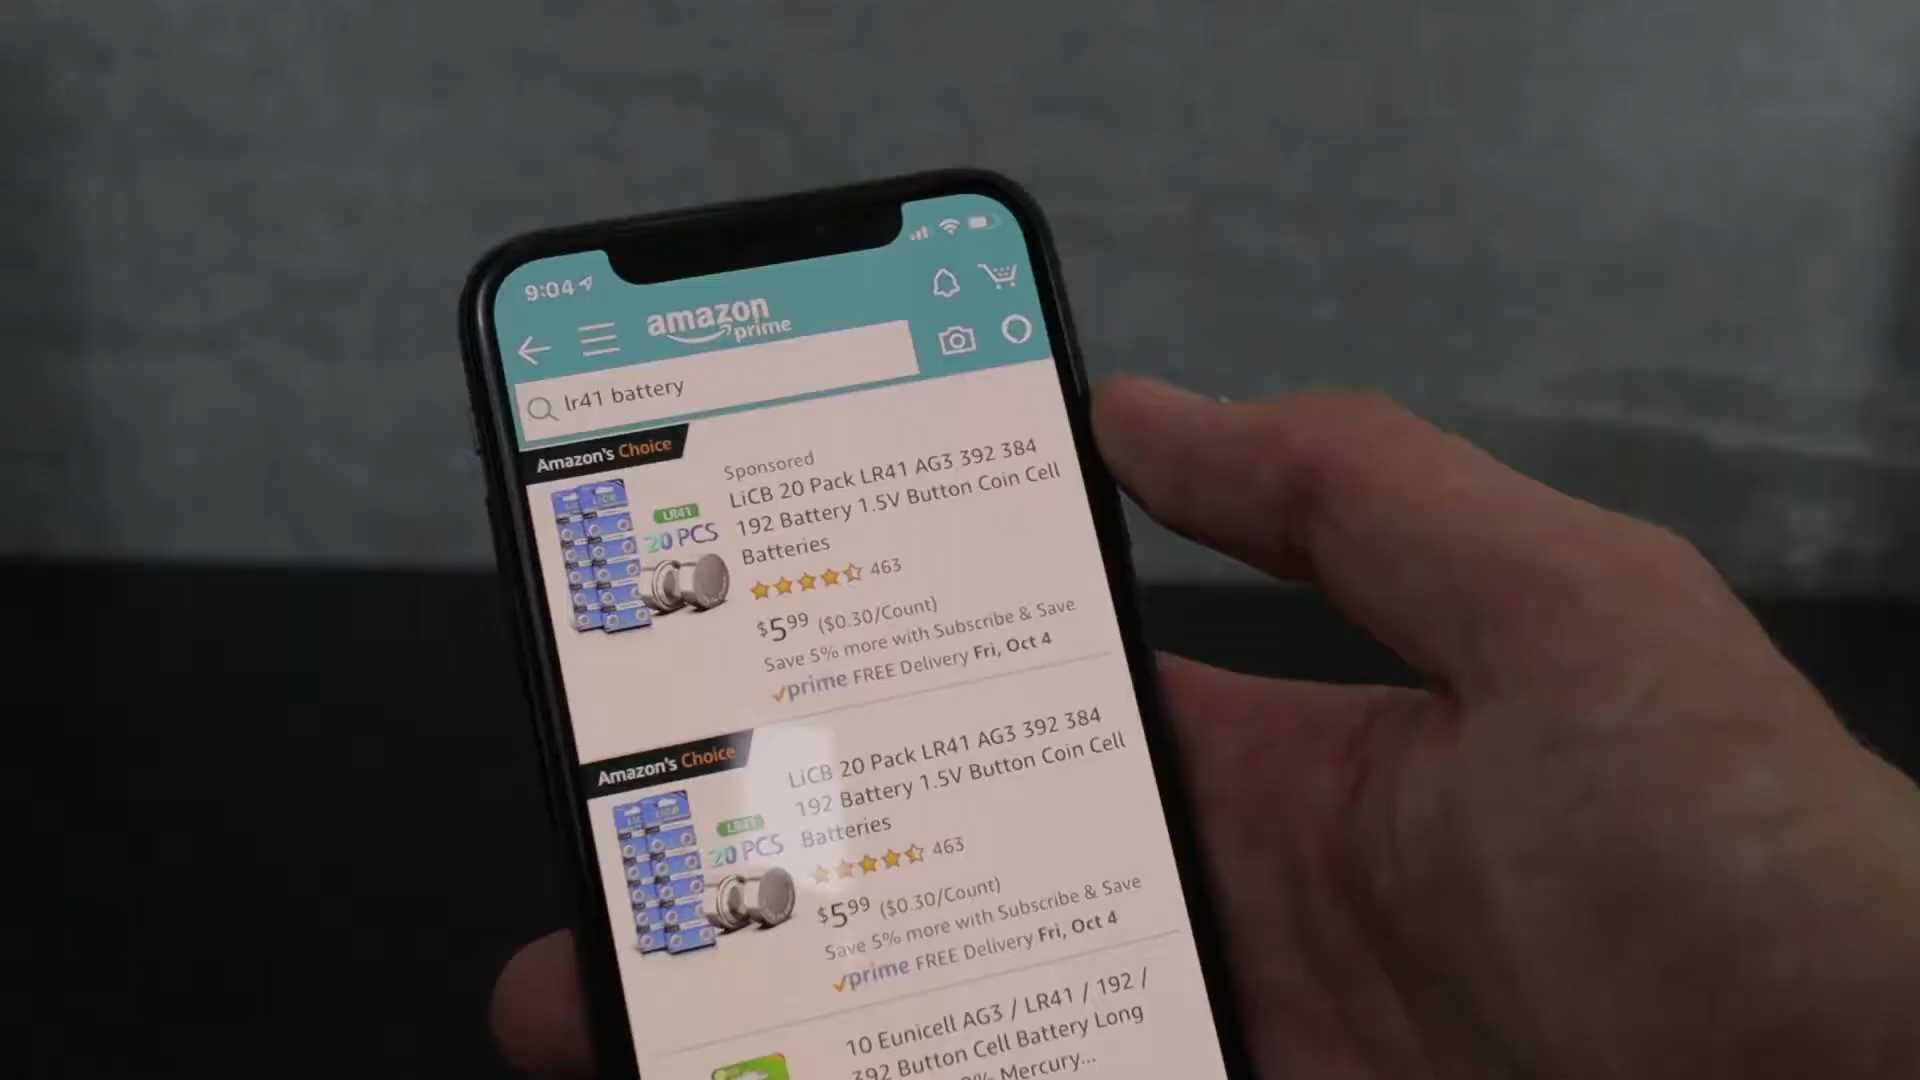 9:04
amazon
prime
lr41 battery
Amazon's Choice
Sponsored
LiCB 20 Pack LR41 AG3 392 384
192 Battery 1.5V Button Coin Cell
Batteries
LR41
20 PCS
463
$5.99 ($0.30/Count)
Save 5% more with Subscribe & Save
prime FREE Delivery Fri, Oct 4
Amazon's Choice
LiCB 20 Pack LR41 AG3 392 384
192 Battery 1.5V Button Coin Cell
Batteries
LR41
20 PCS
463
$5.99 ($0.30/Count)
Save 5% more with Subscribe & Save
prime FREE Delivery Fri, Oct 4
10 Eunicell AG3 / LR41 / 192 /
392 Button Cell Battery Long
0% Mercury...